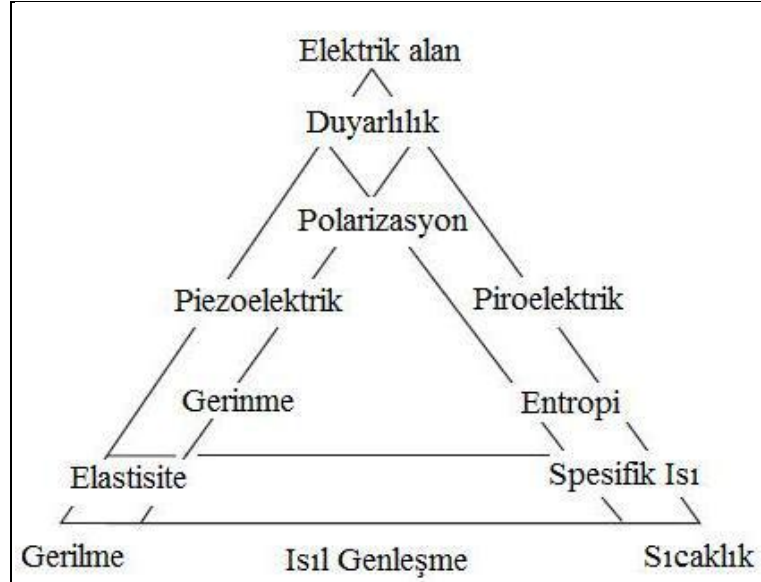 Elektrik alan
Duyarlılık
Polarizasyon
Piezoelektrik
Piroelektrik
Gerinme
Entropi
Elastisite
Spesifik Isı
Gerilme
Isıl Genleşme
Sıcaklık